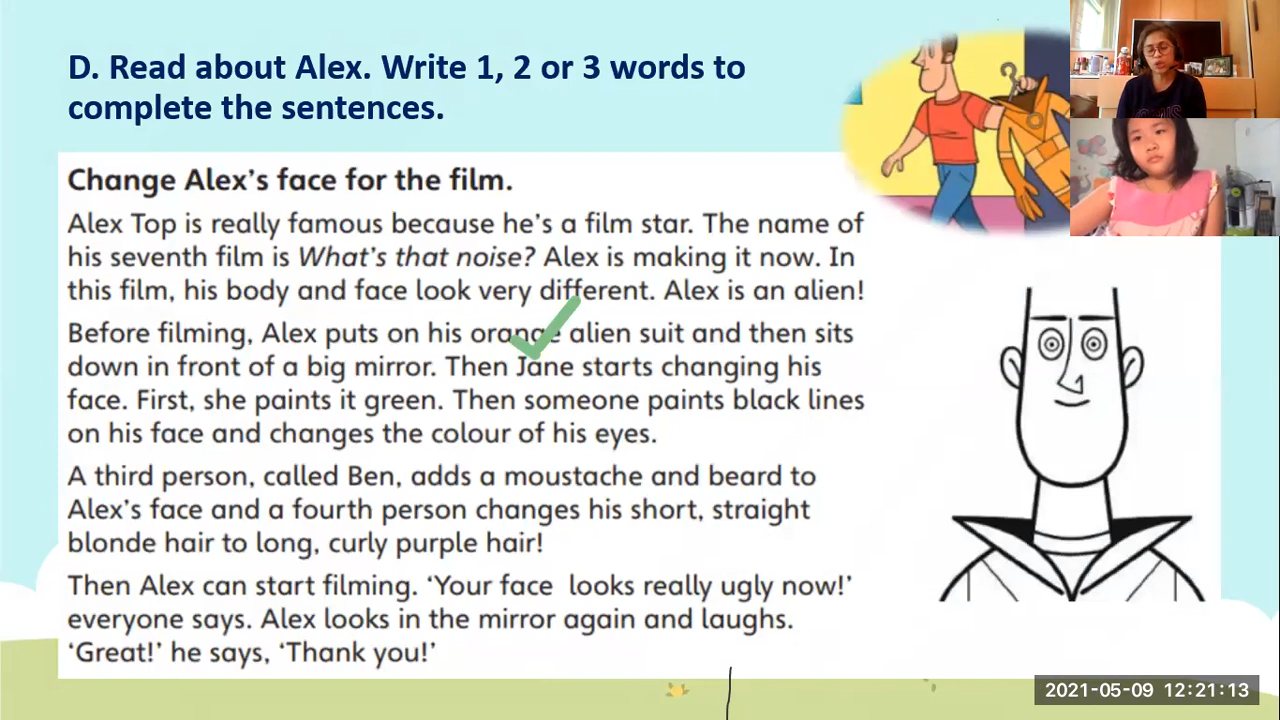 D. Read about Alex. Write 1, 2 or 3 words to
complete the sentences.
Change Alex's face for the film.
Alex Top is really famous because he's a film star. The name of
his seventh film is What's that noise? Alex is making it now. In
this film, his body and face look very different. Alex is an alien!
Before filming, Alex puts on his orange alien suit and then sits
down in front of a big mirror. Then Jane starts changing his
face. First, she paints it green. Then someone paints black lines
on his face and changes the colour of his eyes.
A third person, called Ben, adds a moustache and beard to
Alex's face and a fourth person changes his short, straight
blonde hair to long, curly purple hair!
Then Alex can start filming. ‘Your face looks really ugly now!’
everyone says. Alex looks in the mirror again and laughs.
‘Great!’ he says, ‘Thank you!’
2021-05-09 12:21:13